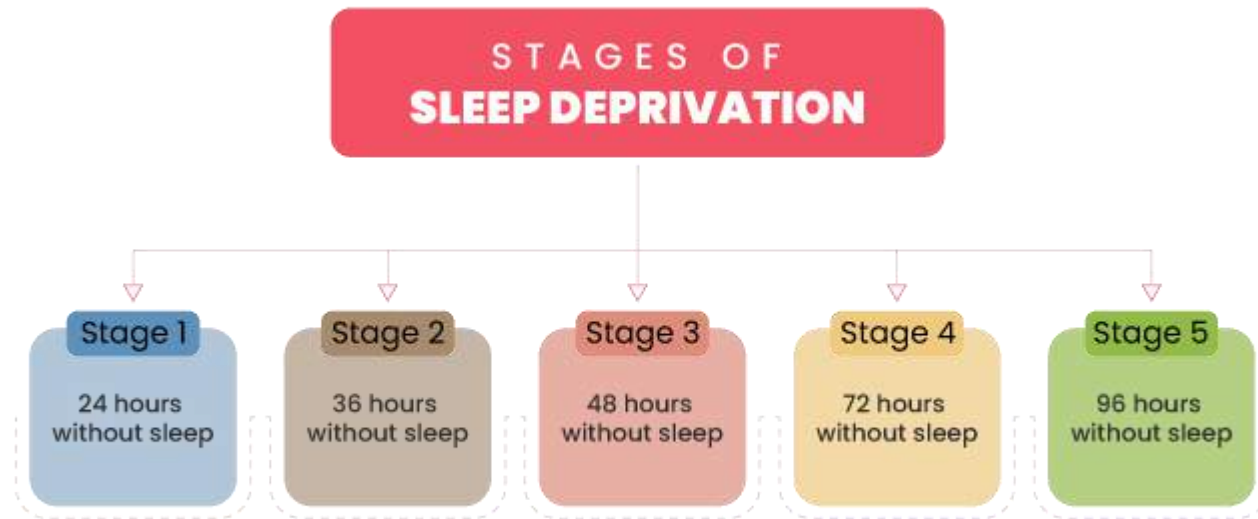 STAGES OF
SLEEP DEPRIVATION
Stage 1
24 hours
without sleep
Stage 2
36 hours
without sleep
Stage 3
48 hours
without sleep
Stage 4
72 hours
without sleep
Stage 5
96 hours
without sleep